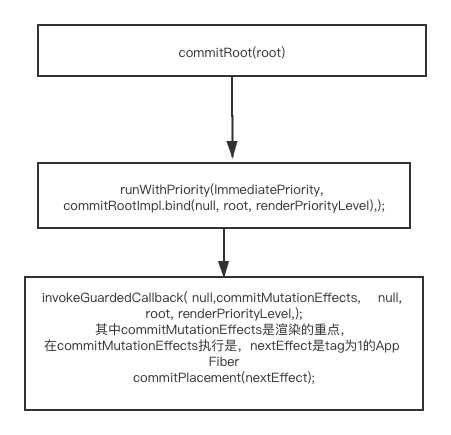 commitRoot(root)
runWithPriority(ImmediatePriority,
commitRootImpl.bind(null, root, renderPriorityLevel),);
invokeGuardedCallback( null,commitMutationEffects, null,
root, renderPriorityLevel,);
其中commitMutationEffects是渲染的重点，
在commitMutationEffects执行是，nextEffect是tag为1的App
Fiber
commitPlacement(nextEffect);